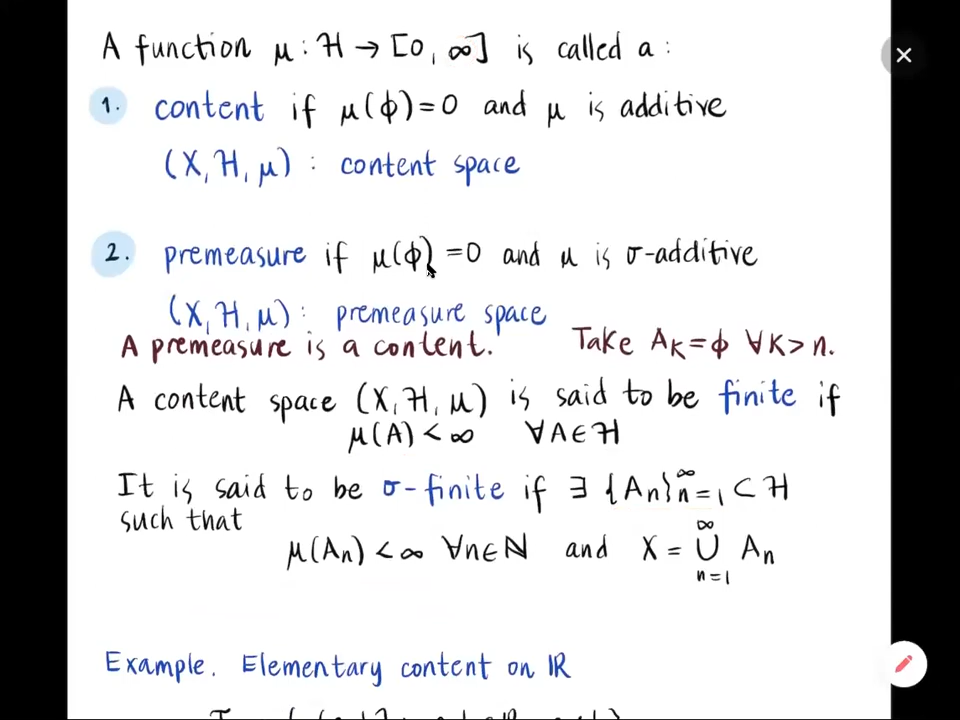 A function μ : ℋ → [0, ∞] is called a :
1. content if μ(ϕ)=0 and μ is additive
(X, ℋ, μ) : content space
2. premeasure if μ(ϕ) =0 and μ is σ-additive
(X, ℋ, μ) : premeasure space
A premeasure is a content. Take A_K = ϕ ∀K > n.
A content space (X, ℋ, μ) is said to be finite if
μ(A) < ∞ ∀A ∈ ℋ
It is said to be σ-finite if ∃ {A_n}_{n=1}^∞ ⊂ ℋ
such that
μ(A_n) < ∞ ∀n ∈ ℕ and X = ⋃_{n=1}^∞ A_n
Example. Elementary content on ℝ